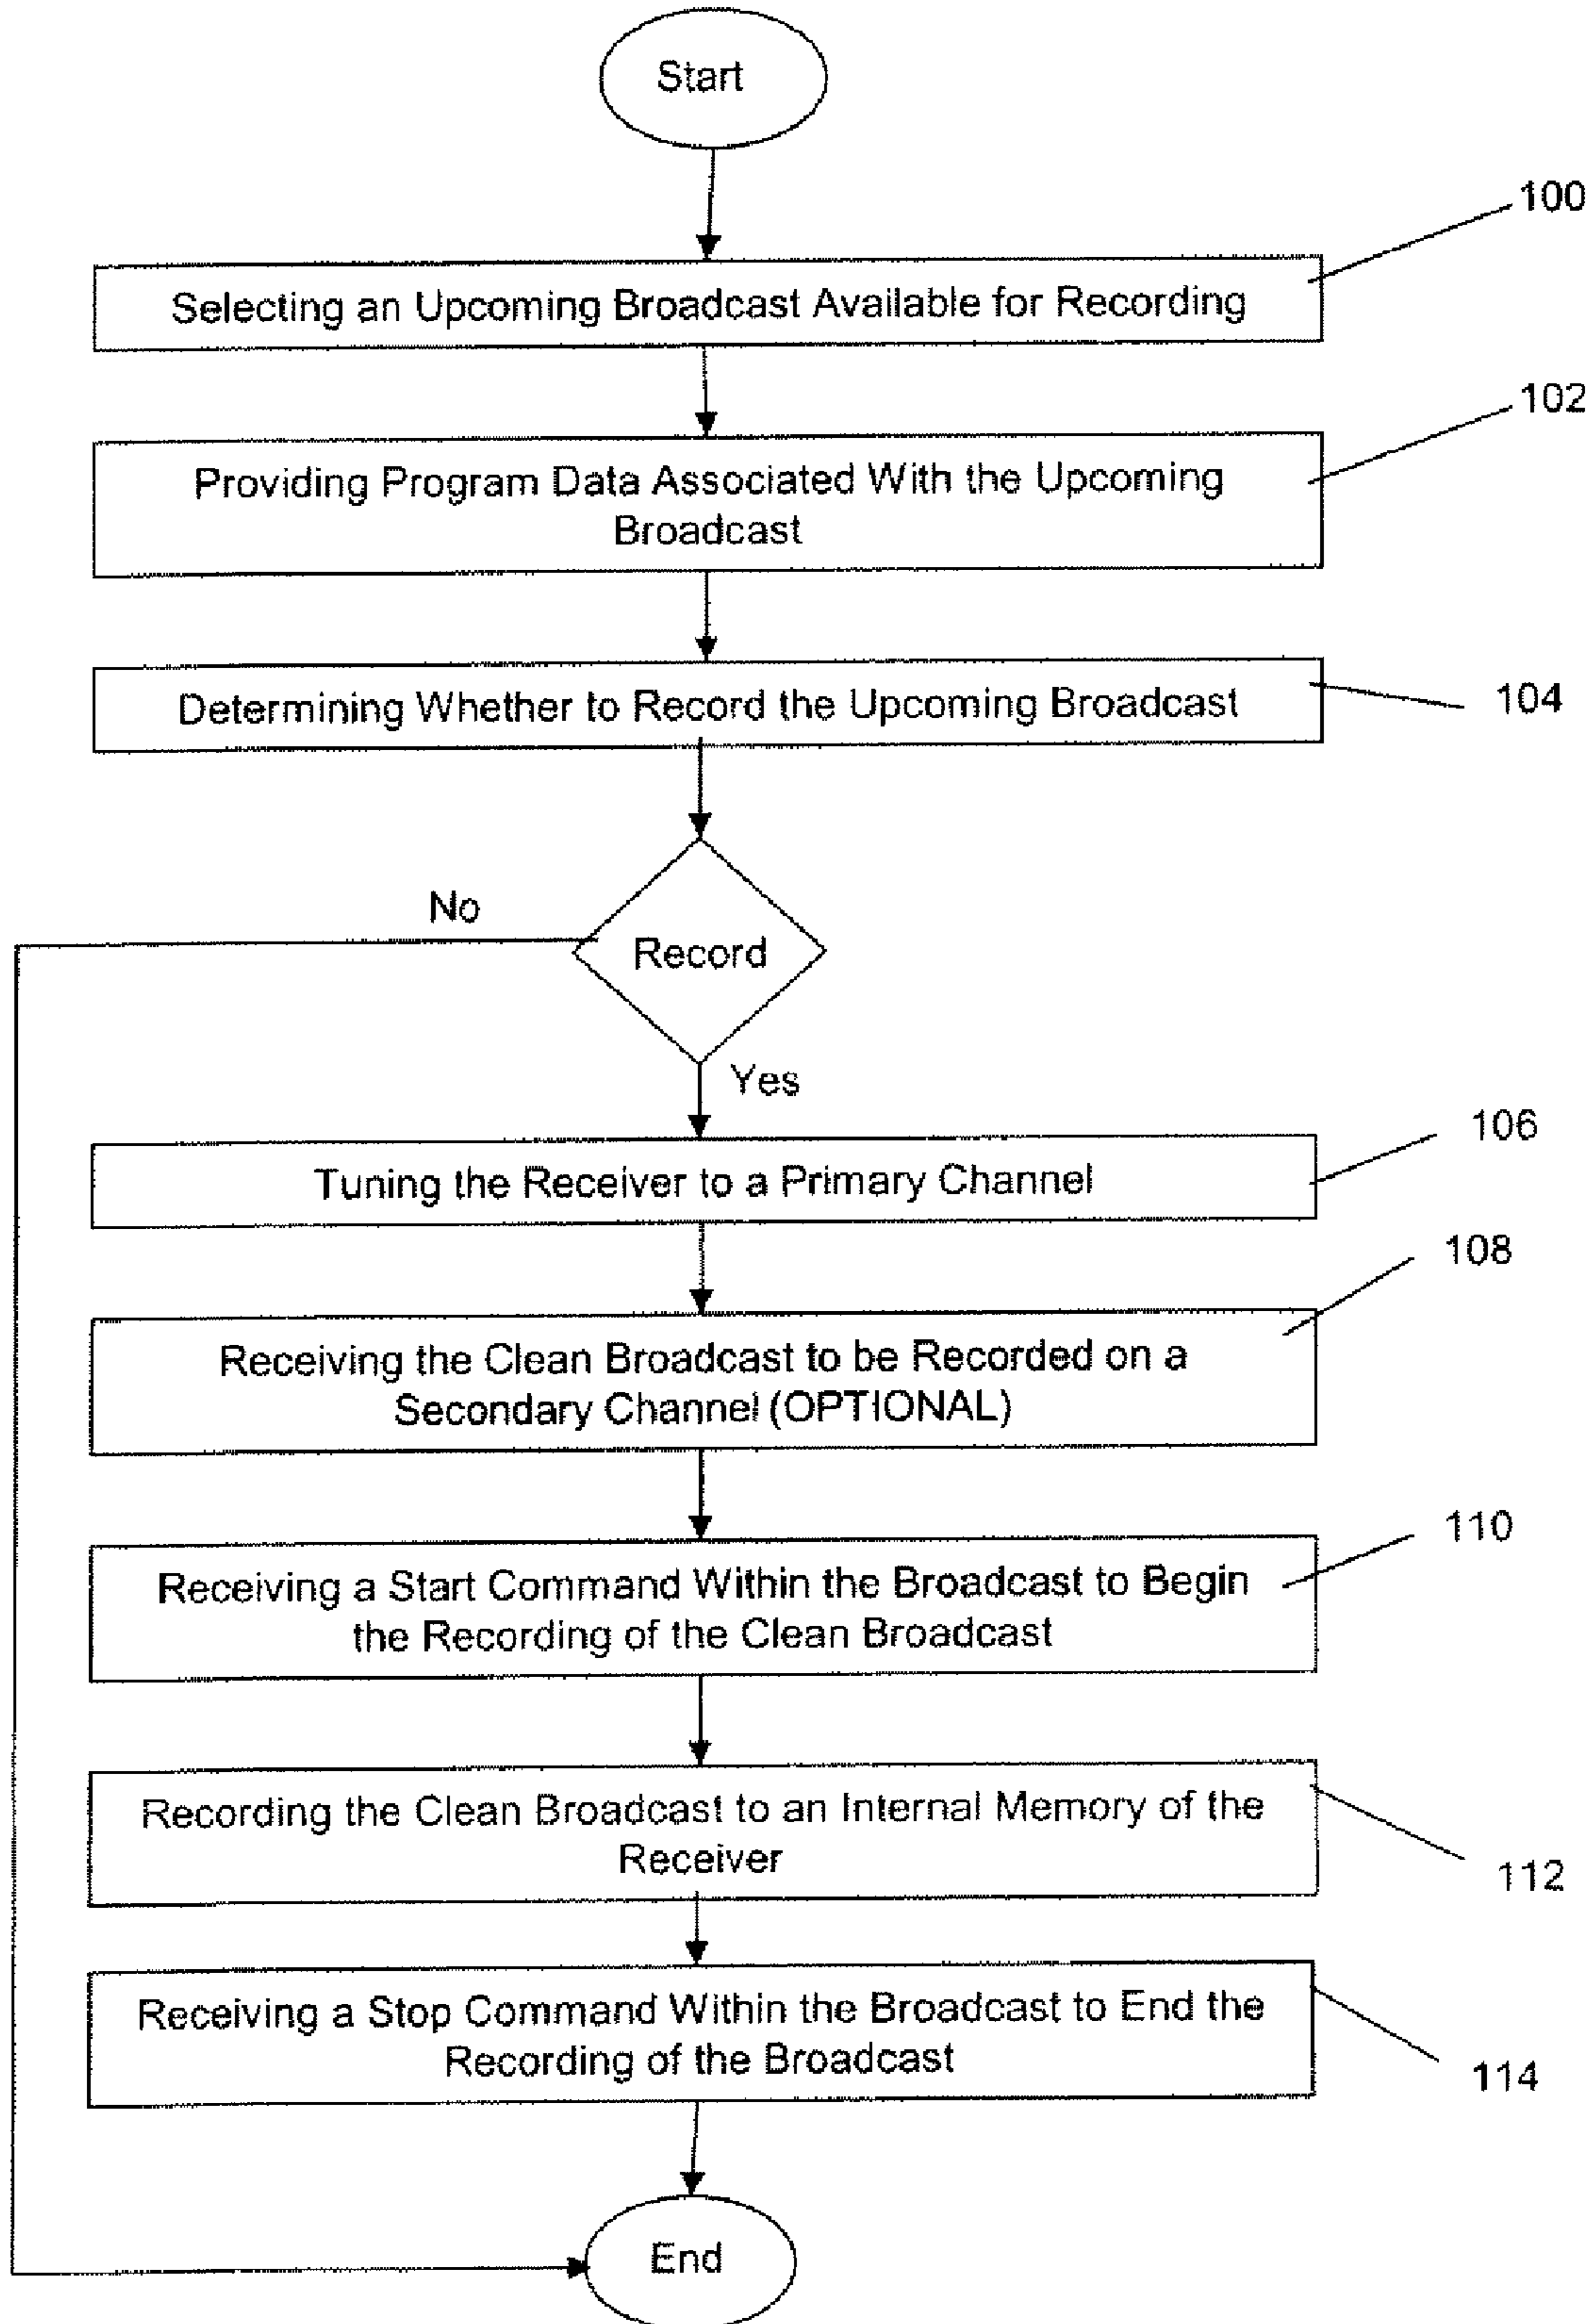 Start
100
Selecting an Upcoming Broadcast Available for Recording
102
Providing Program Data Associated With the Upcoming
Broadcast
Determining Whether to Record the Upcoming Broadcast
104
No
Record
Yes
106
Tuning the Receiver to a Primary Channel
108
Receiving the Clean Broadcast to be Recorded on a
Secondary Channel (OPTIONAL)
110
Receiving a Start Command Within the Broadcast to Begin
the Recording of the Clean Broadcast
Recording the Clean Broadcast to an Internal Memory of the
Receiver
112
Receiving a Stop Command Within the Broadcast to End the
Recording of the Broadcast
114
End